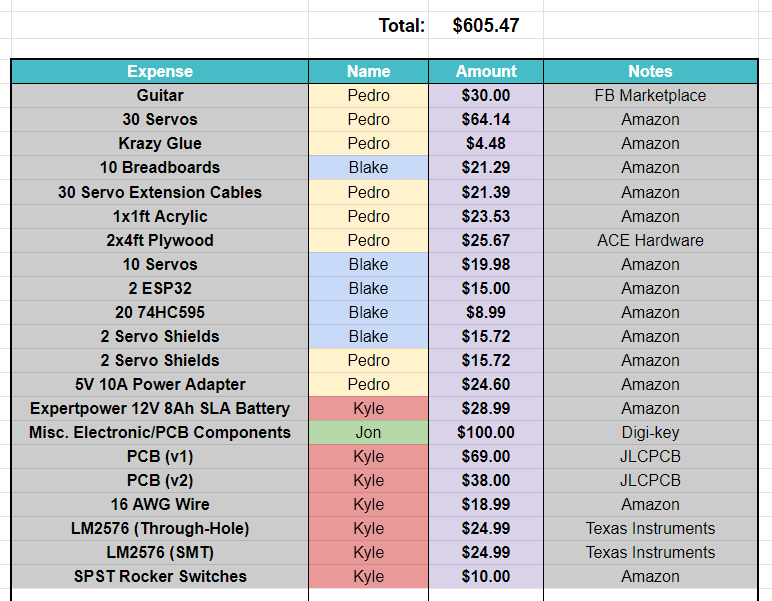 Total: $605.47
Expense Name Amount Notes
Guitar Pedro $30.00 FB Marketplace
30 Servos Pedro $64.14 Amazon
Krazy Glue Pedro $4.48 Amazon
10 Breadboards Blake $21.29 Amazon
30 Servo Extension Cables Pedro $21.39 Amazon
1x1ft Acrylic Pedro $23.53 Amazon
2x4ft Plywood Pedro $25.67 ACE Hardware
10 Servos Blake $19.98 Amazon
2 ESP32 Blake $15.00 Amazon
20 74HC595 Blake $8.99 Amazon
2 Servo Shields Blake $15.72 Amazon
2 Servo Shields Pedro $15.72 Amazon
5V 10A Power Adapter Pedro $24.60 Amazon
Expertpower 12V 8Ah SLA Battery Kyle $28.99 Amazon
Misc. Electronic/PCB Components Jon $100.00 Digi-key
PCB (v1) Kyle $69.00 JLCPCB
PCB (v2) Kyle $38.00 JLCPCB
16 AWG Wire Kyle $18.99 Amazon
LM2576 (Through-Hole) Kyle $24.99 Texas Instruments
LM2576 (SMT) Kyle $24.99 Texas Instruments
SPST Rocker Switches Kyle $10.00 Amazon